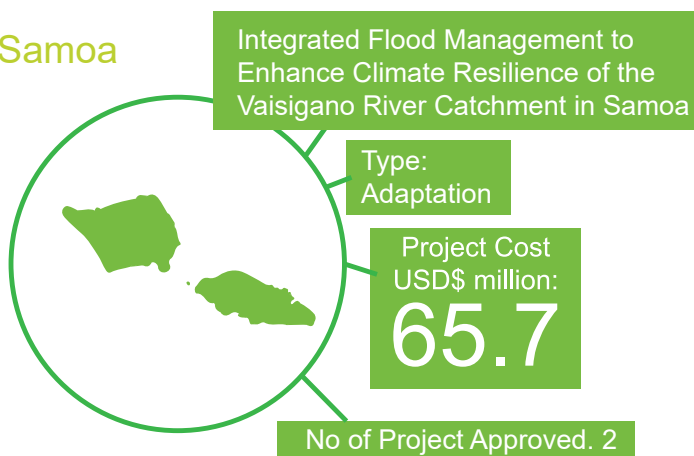 Samoa
Integrated Flood Management to
Enhance Climate Resilience of the
Vaisigano River Catchment in Samoa
Type:
Adaptation
Project Cost
USD$ million:
65.7
No of Project Approved. 2